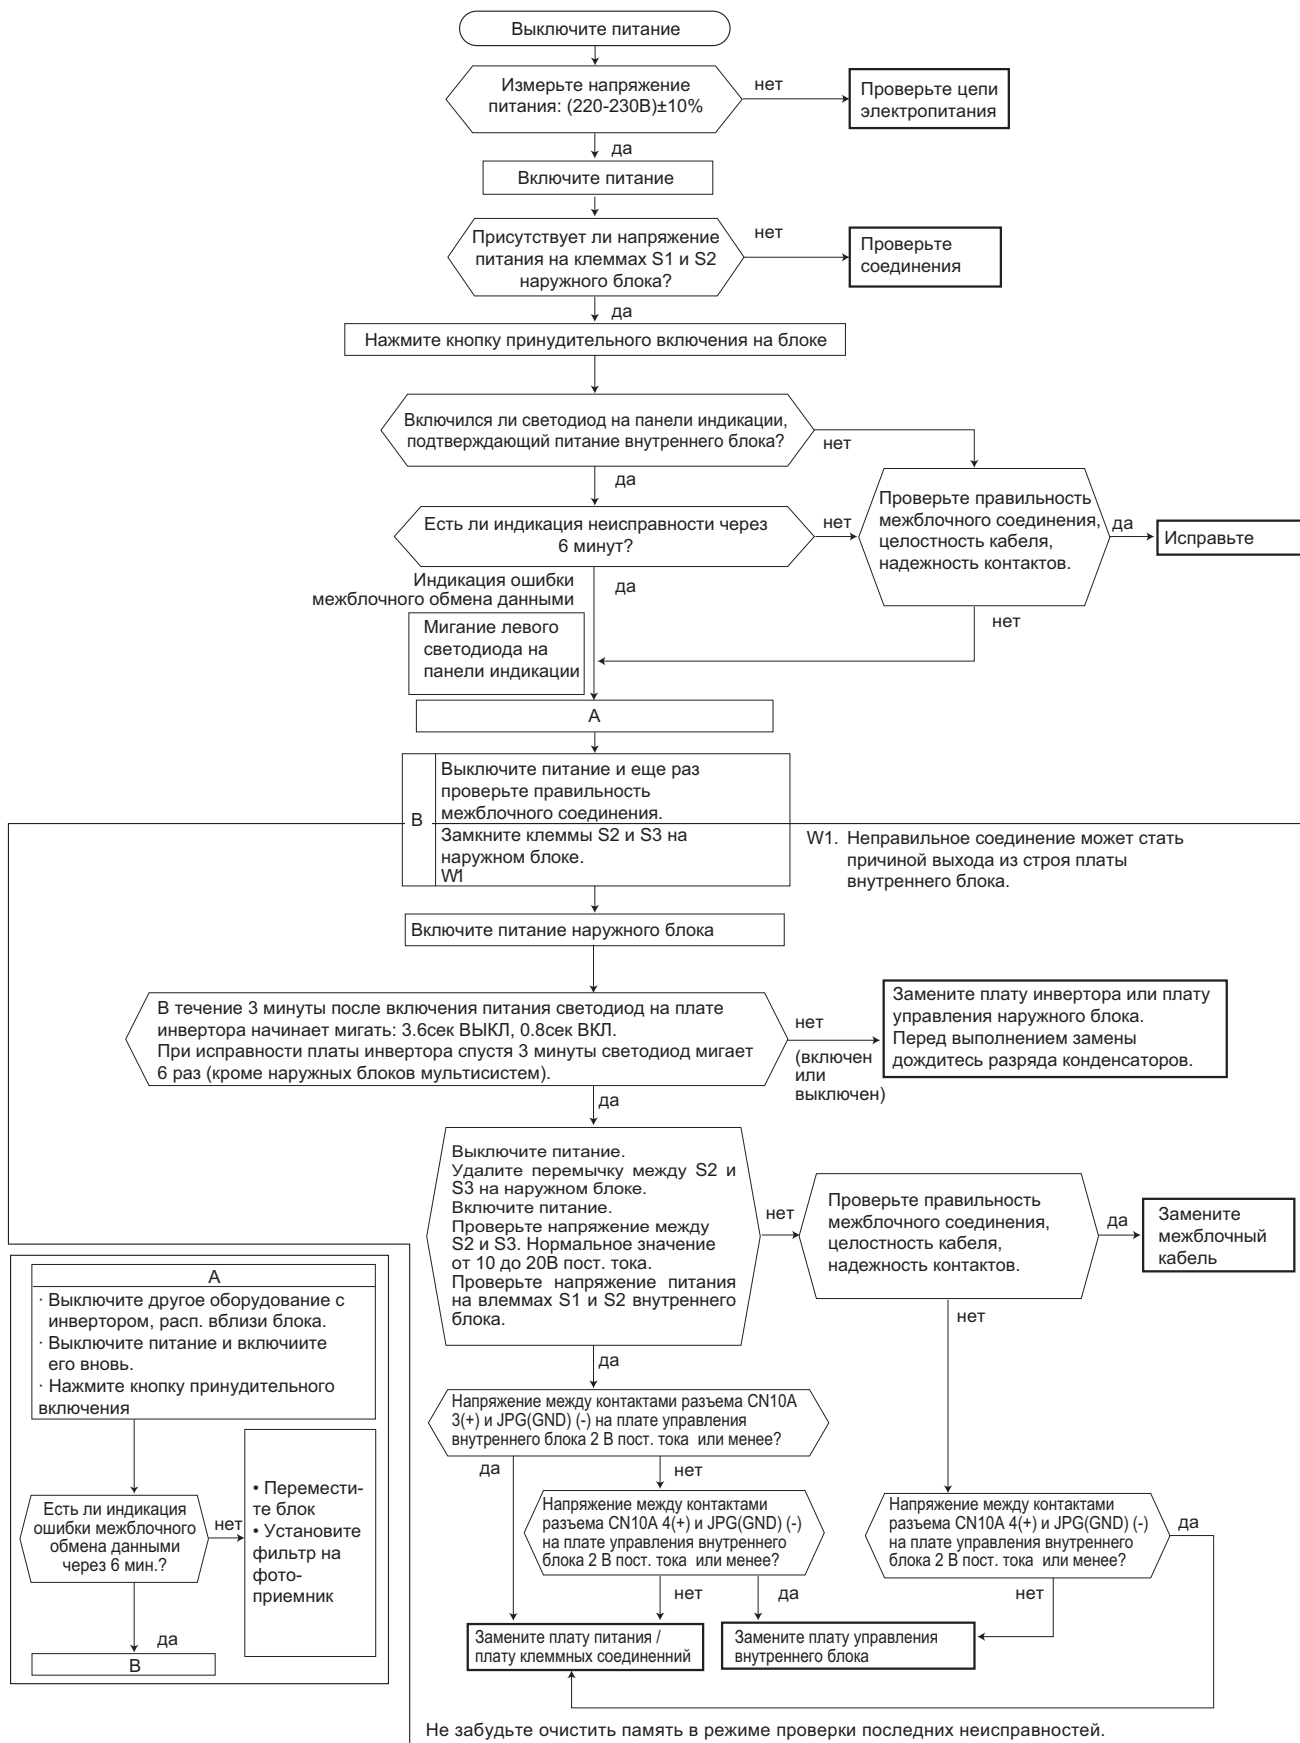 Выключите питание
Измерьте напряжение
питания: (220-230В)±10%
нет
Проверьте цепи
электропитания
да
Включите питание
Присутствует ли напряжение
питания на клеммах S1 и S2
наружного блока?
нет
Проверьте
соединения
да
Нажмите кнопку принудительного включения на блоке
Включился ли светодиод на панели индикации,
подтверждающий питание внутреннего блока?
нет
да
Проверьте правильность
межблочного соединения,
целостность кабеля,
надежность контактов.
да
Исправьте
Есть ли индикация неисправности через
6 минут?
нет
Индикация ошибки
межблочного обмена данными
да
нет
Мигание левого
светодиода на
панели индикации
A
B
Выключите питание и еще раз
проверьте правильность
межблочного соединения.
Замкните клеммы S2 и S3 на
наружном блоке.
W1
W1. Неправильное соединение может стать
причиной выхода из строя платы
внутреннего блока.
Включите питание наружного блока
В течение 3 минуты после включения питания светодиод на плате
инвертора начинает мигать: 3.6сек ВЫКЛ, 0.8сек ВКЛ.
При исправности платы инвертора спустя 3 минуты светодиод мигает
6 раз (кроме наружных блоков мультисистем).
нет
(включен
или
выключен)
Замените плату инвертора или плату
управления наружного блока.
Перед выполнением замены
дождитесь разряда конденсаторов.
да
Выключите питание.
Удалите перемычку между S2 и
S3 на наружном блоке.
Включите питание.
Проверьте напряжение между
S2 и S3. Нормальное значение
от 10 до 20В пост. тока.
Проверьте напряжение питания
на влеммах S1 и S2 внутреннего
блока.
нет
Проверьте правильность
межблочного соединения,
целостность кабеля,
надежность контактов.
да
Замените
межблочный
кабель
нет
да
A
· Выключите другое оборудование с
инвертором, расп. вблизи блока.
· Выключите питание и включиите
его вновь.
· Нажмите кнопку принудительного
включения
Есть ли индикация
ошибки межблочного
обмена данными
через 6 мин.?
нет
• Перемести-
те блок
• Установите
фильтр на
фото-
приемник
да
B
Напряжение между контактами разъема CN10A
3(+) и JPG(GND) (-) на плате управления
внутреннего блока 2 В пост. тока или менее?
да
нет
Напряжение между контактами
разъема CN10A 4(+) и JPG(GND) (-)
на плате управления внутреннего
блока 2 В пост. тока или менее?
нет
да
Напряжение между контактами
разъема CN10A 4(+) и JPG(GND) (-)
на плате управления внутреннего
блока 2 В пост. тока или менее?
да
нет
Замените плату питания /
плату клеммных соединенний
Замените плату управления
внутреннего блока
Не забудьте очистить память в режиме проверки последних неисправностей.